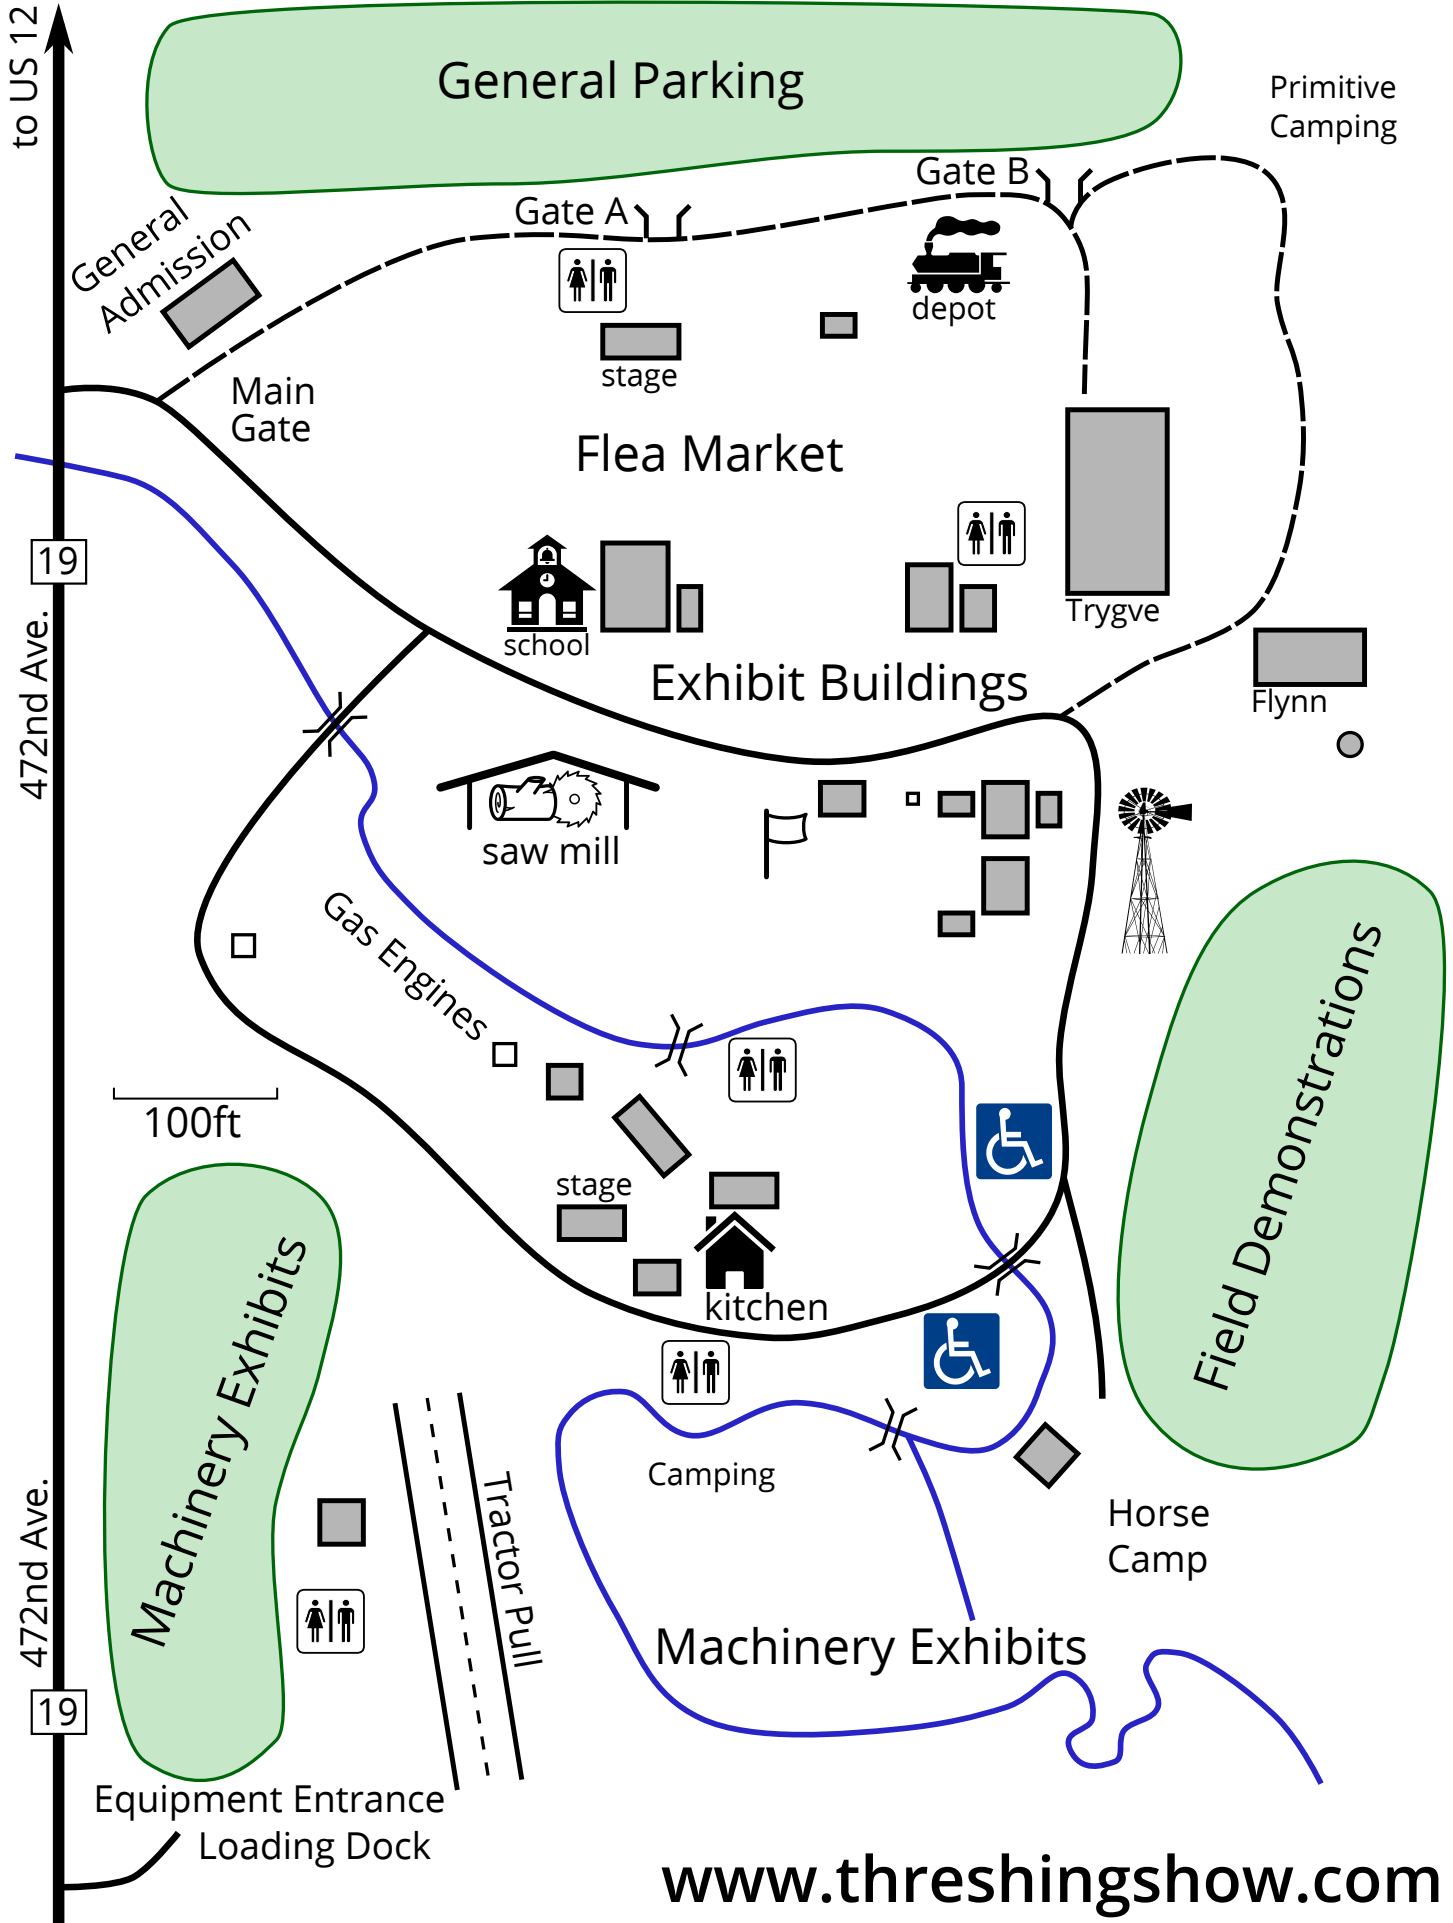 to US 12
General Parking
Primitive
Camping
Gate B
Gate A
General
Admission
depot
stage
Main
Gate
Flea Market
19
472nd Ave.
school
Trygve
Exhibit Buildings
Flynn
saw mill
Gas Engines
Field Demonstrations
100ft
stage
kitchen
Machinery Exhibits
Camping
Tractor Pull
Horse
Camp
472nd Ave.
Machinery Exhibits
19
Equipment Entrance
Loading Dock
www.threshingshow.com